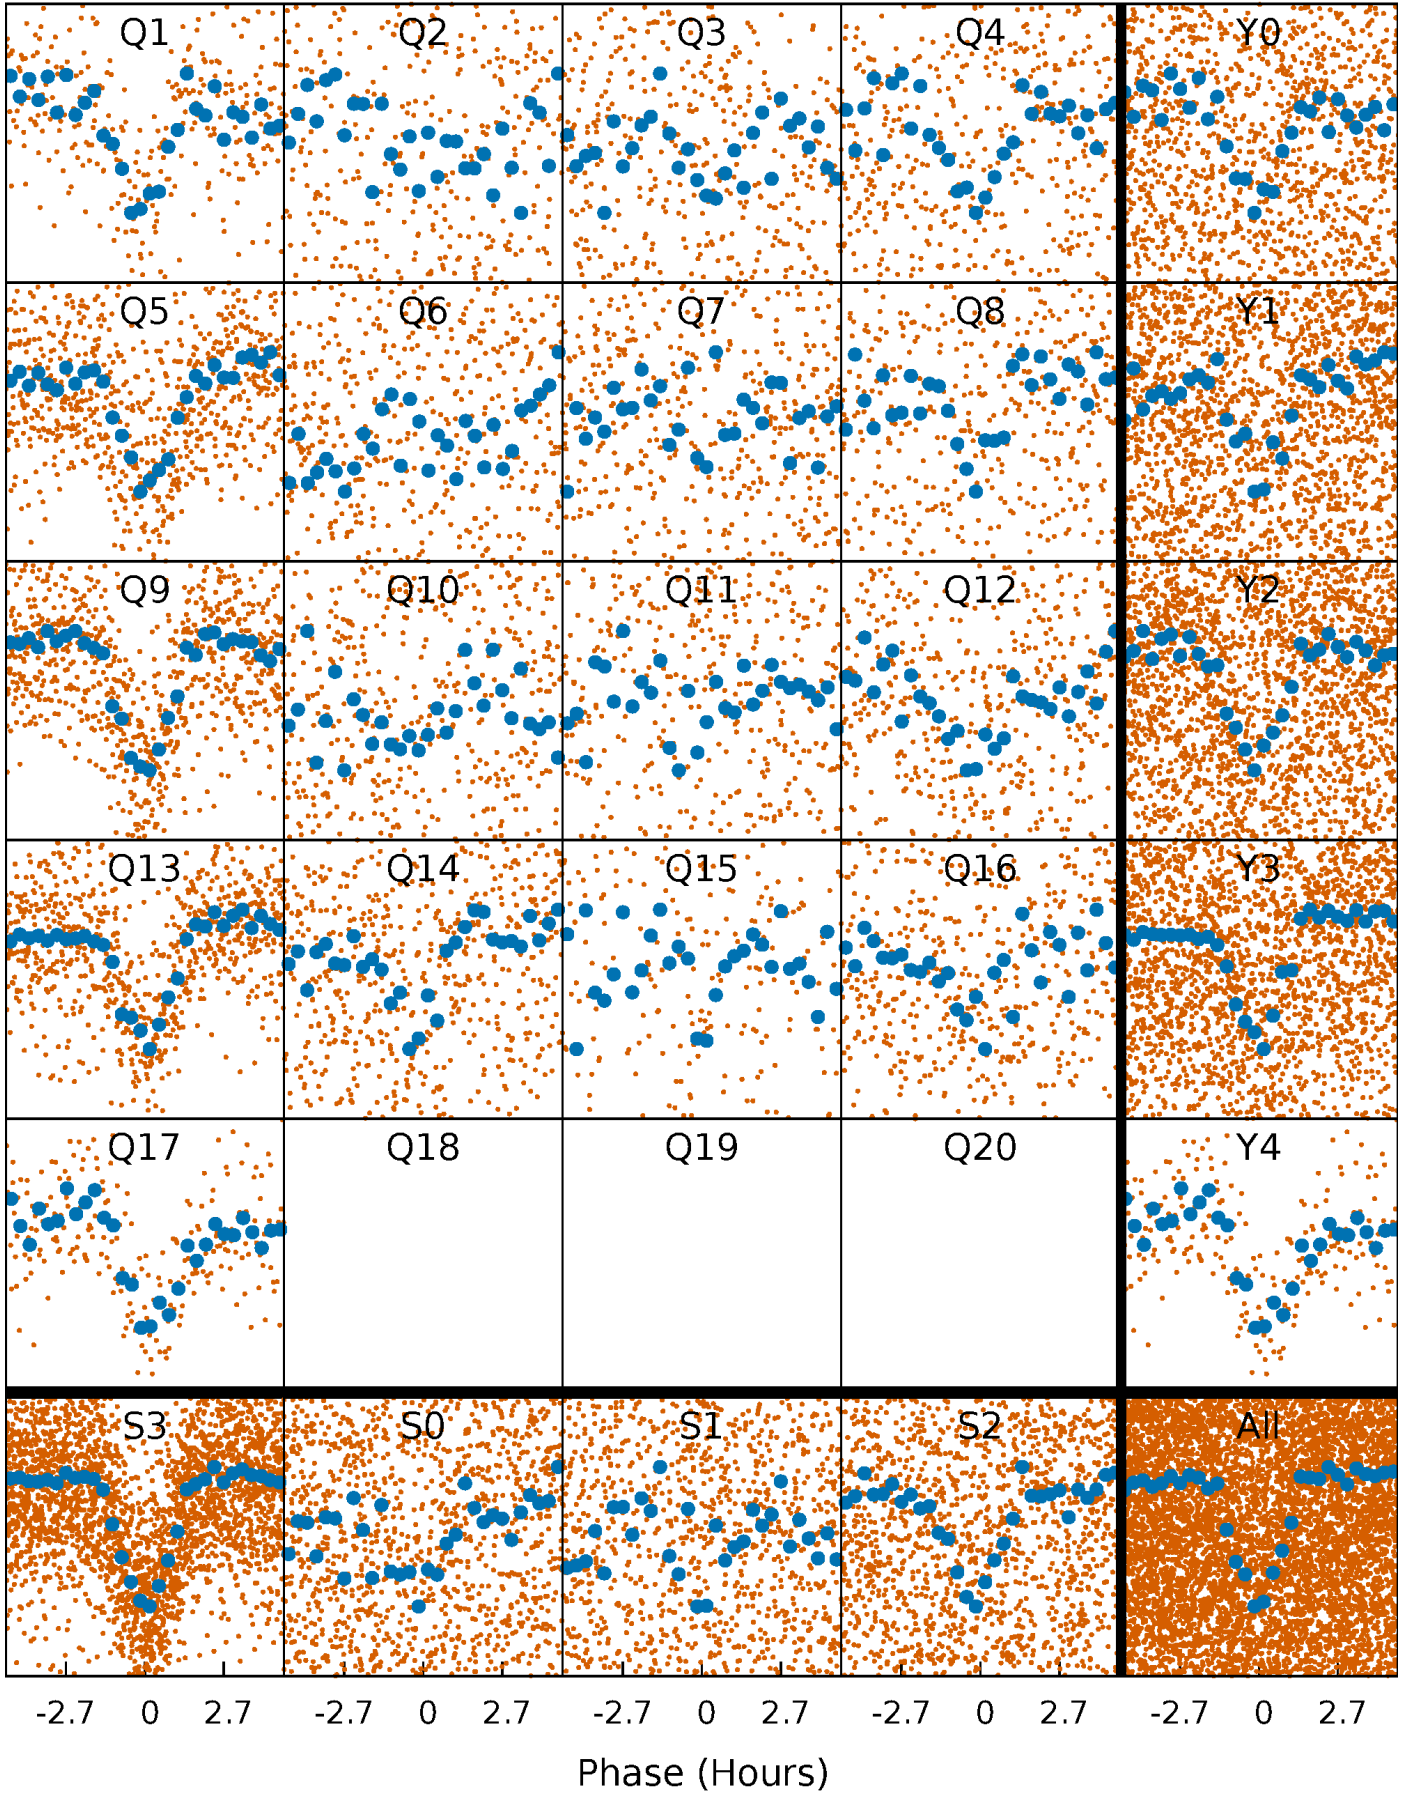 Q1 Q2 Q3 Q4 Y0
Q5 Q6 Q7 Q8 Y1
Q9 Q10 Q11 Q12 Y2
Q13 Q14 Q15 Q16 Y3
Q17 Q18 Q19 Q20 Y4
S3 S0 S1 S2 All
-2.7 0 2.7 -2.7 0 2.7 -2.7 0 2.7 -2.7 0 2.7 -2.7 0 2.7
Phase (Hours)